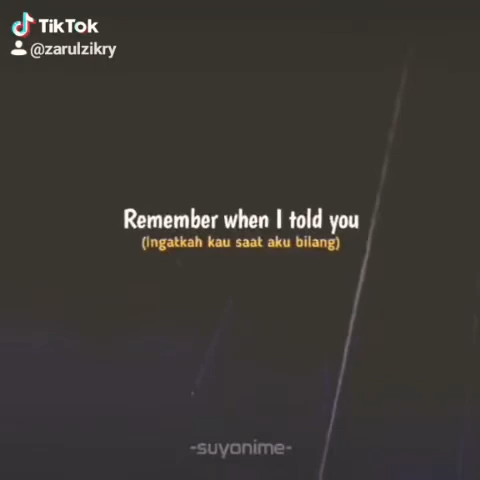 TikTok
@zarulzikry
Remember when I told you
(Ingatkah kau saat aku bilang)
-suyonime-